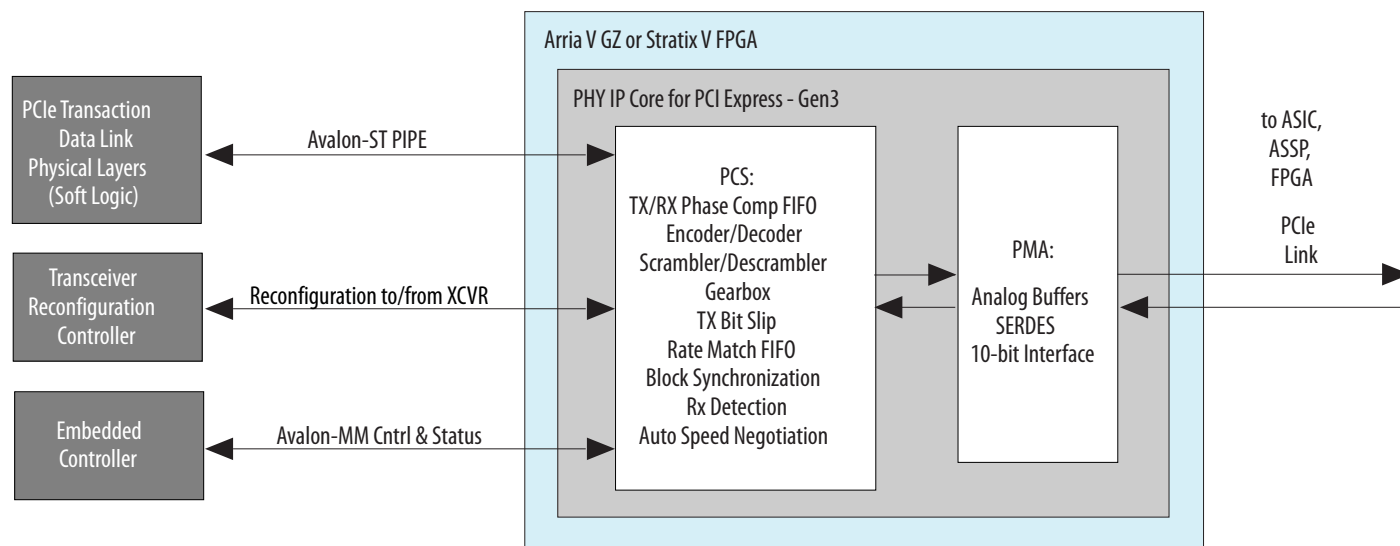 Arria V GZ or Stratix V FPGA
PHY IP Core for PCI Express - Gen3
PCIe Transaction
Data Link
Physical Layers
(Soft Logic)
Avalon-ST PIPE
Transceiver
Reconfiguration
Controller
Reconfiguration to/from XCVR
Embedded
Controller
Avalon-MM Cntrl & Status
PCS:
TX/RX Phase Comp FIFO
Encoder/Decoder
Scrambler/Descrambler
Gearbox
TX Bit Slip
Rate Match FIFO
Block Synchronization
Rx Detection
Auto Speed Negotiation
PMA:
Analog Buffers
SERDES
10-bit Interface
to ASIC,
ASSP,
FPGA
PCIe
Link